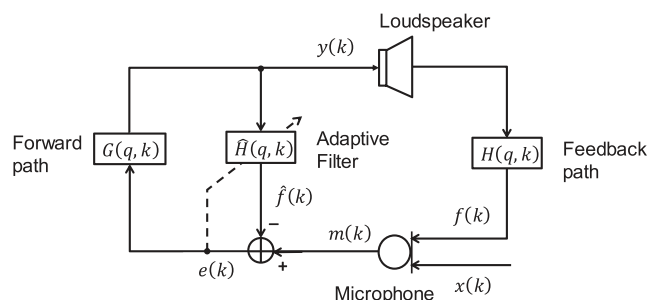 Loudspeaker
y(k)
Forward
path
G(q, k)
Ĥ(q, k)
Adaptive
Filter
H(q, k)
Feedback
path
f̂(k)
f(k)
−
m(k)
+
e(k)
x(k)
Microphone